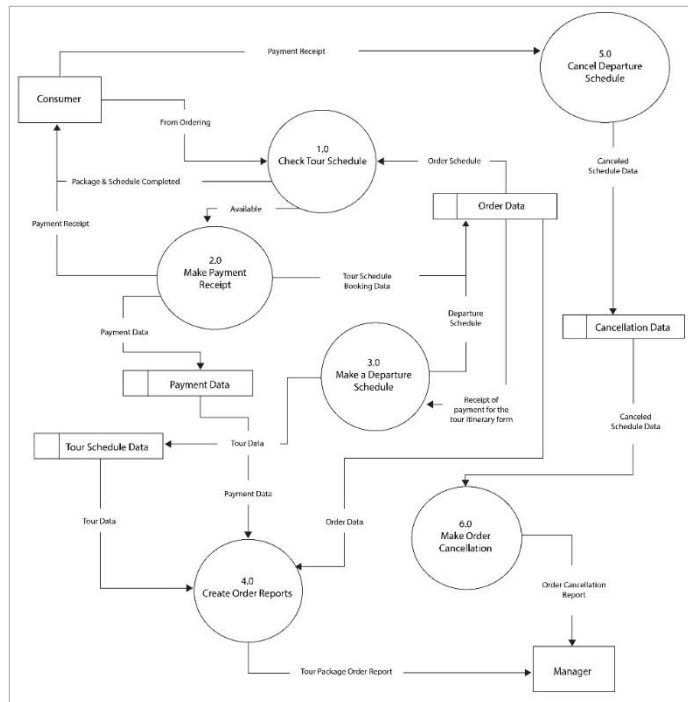 Payment Receipt
5.0
Cancel Departure
Schedule
Consumer
From Ordering
1,0
Check Tour Schedule
Order Schedule
Canceled
Schedule Data
Package & Schedule Completed
Available
Order Data
Payment Receipt
2.0
Make Payment
Receipt
Tour Schedule
Booking Data
Departure
Schedule
Cancellation Data
Payment Data
3.0
Make a Departure
Schedule
Payment Data
Receipt of
payment for the
tour itinerary form
Canceled
Schedule Data
Tour Schedule Data
Tour Data
Payment Data
Tour Data
Order Data
6.0
Make Order
Cancellation
4.0
Create Order Reports
Order Cancellation
Report
Tour Package Order Report
Manager